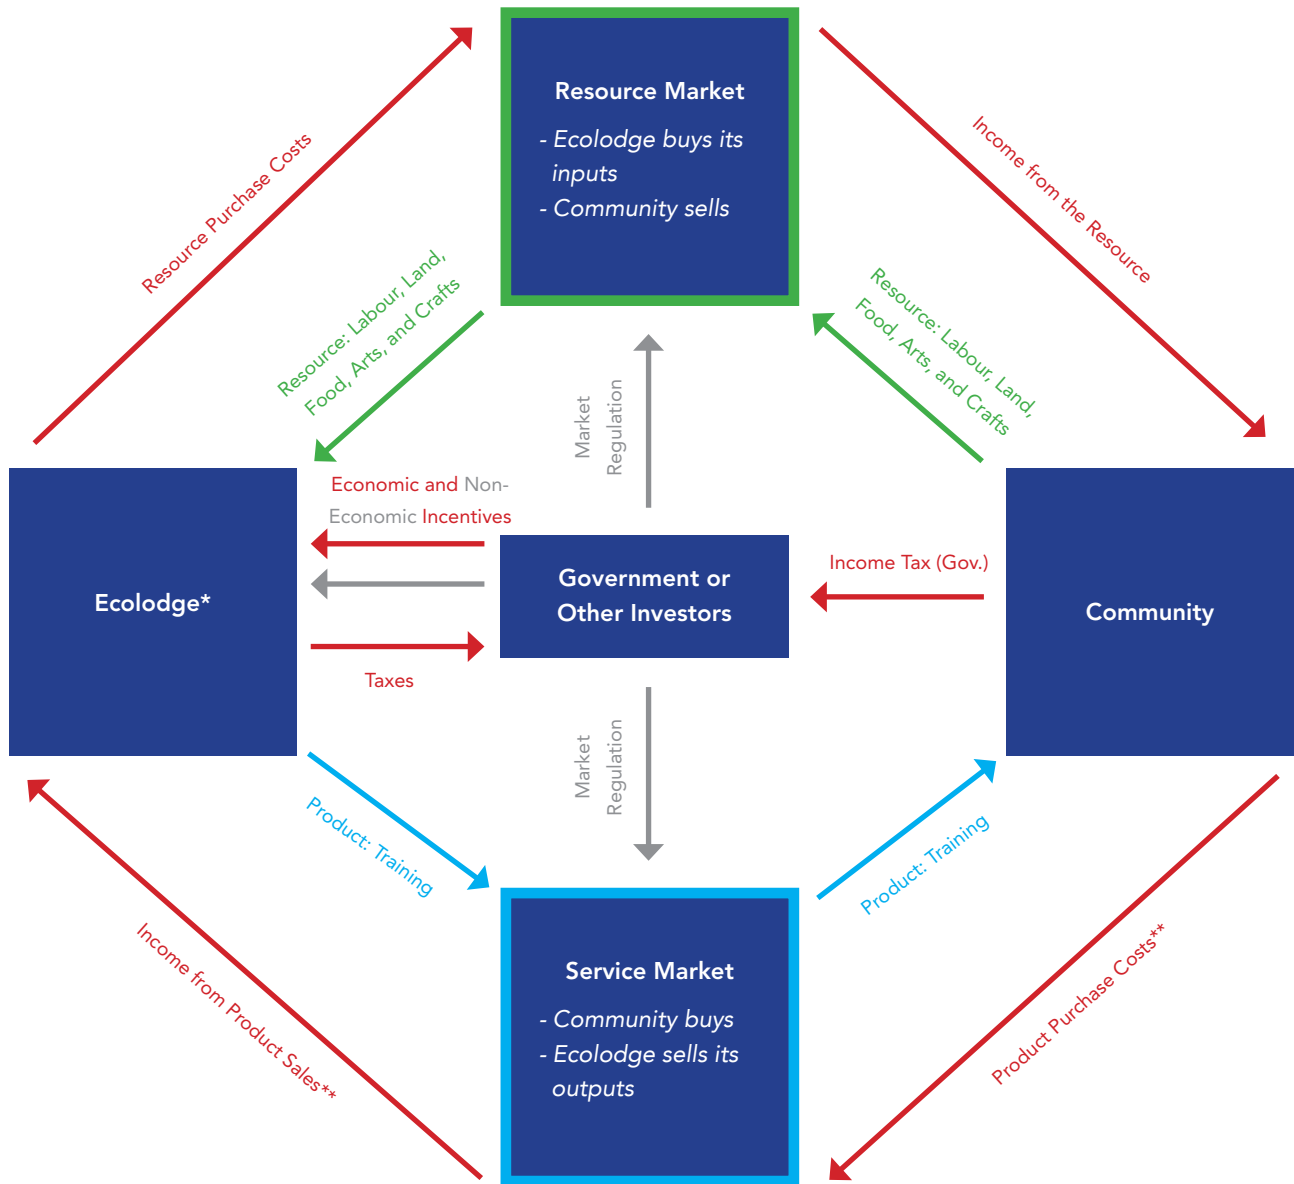 Resource Market
- Ecolodge buys its
inputs
- Community sells
Resource Purchase Costs
Income from the Resource
Resource: Labour, Land,
Food, Arts, and Crafts
Resource: Labour, Land,
Food, Arts, and Crafts
Market
Regulation
Economic and Non-
Economic Incentives
Ecolodge*
Government or
Other Investors
Income Tax (Gov.)
Community
Taxes
Market
Regulation
Product: Training
Product: Training
Income from Product Sales**
Product Purchase Costs**
Service Market
- Community buys
- Ecolodge sells its
outputs